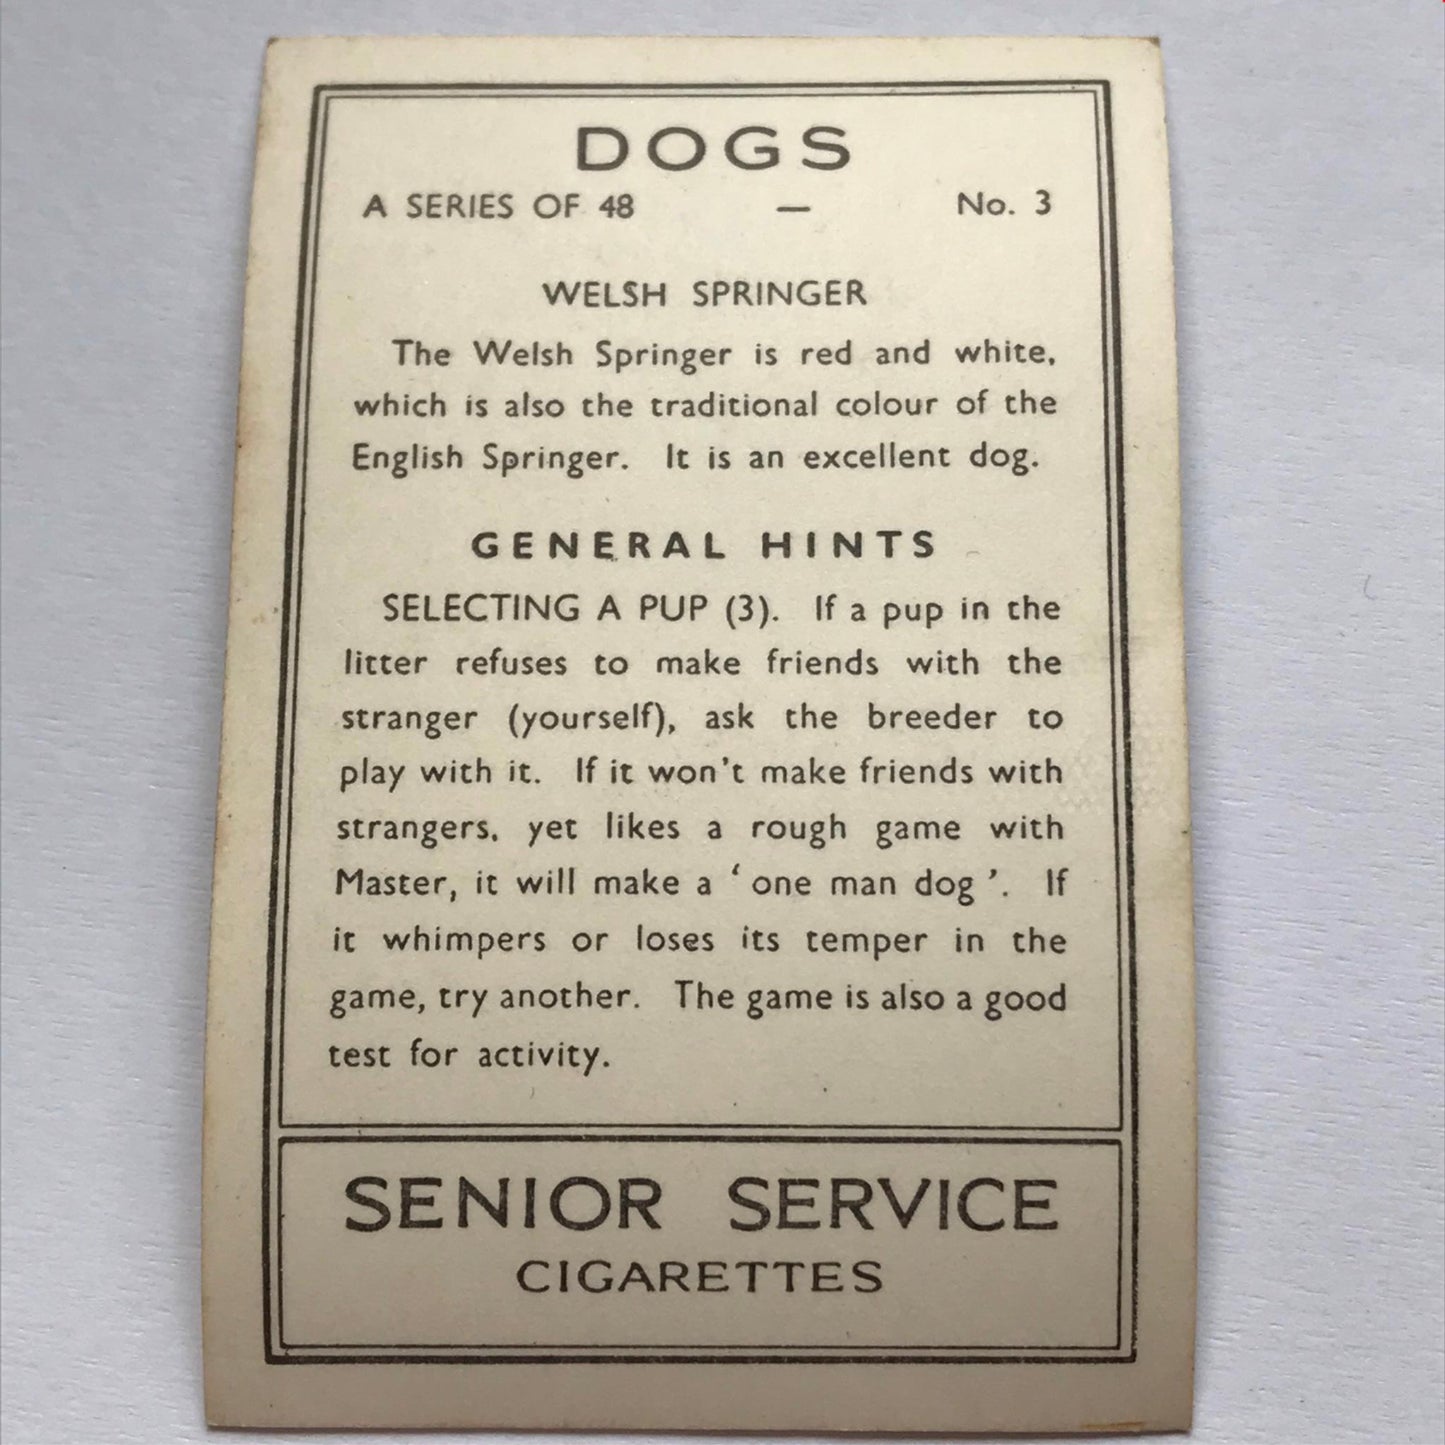 DOGS
A SERIES OF 48 — No. 3
WELSH SPRINGER
The Welsh Springer is red and white,
which is also the traditional colour of the
English Springer. It is an excellent dog.
GENERAL HINTS
SELECTING A PUP (3). If a pup in the
litter refuses to make friends with the
stranger (yourself), ask the breeder to
play with it. If it won't make friends with
strangers, yet likes a rough game with
Master, it will make a ‘ one man dog ’. If
it whimpers or loses its temper in the
game, try another. The game is also a good
test for activity.
SENIOR SERVICE
CIGARETTES